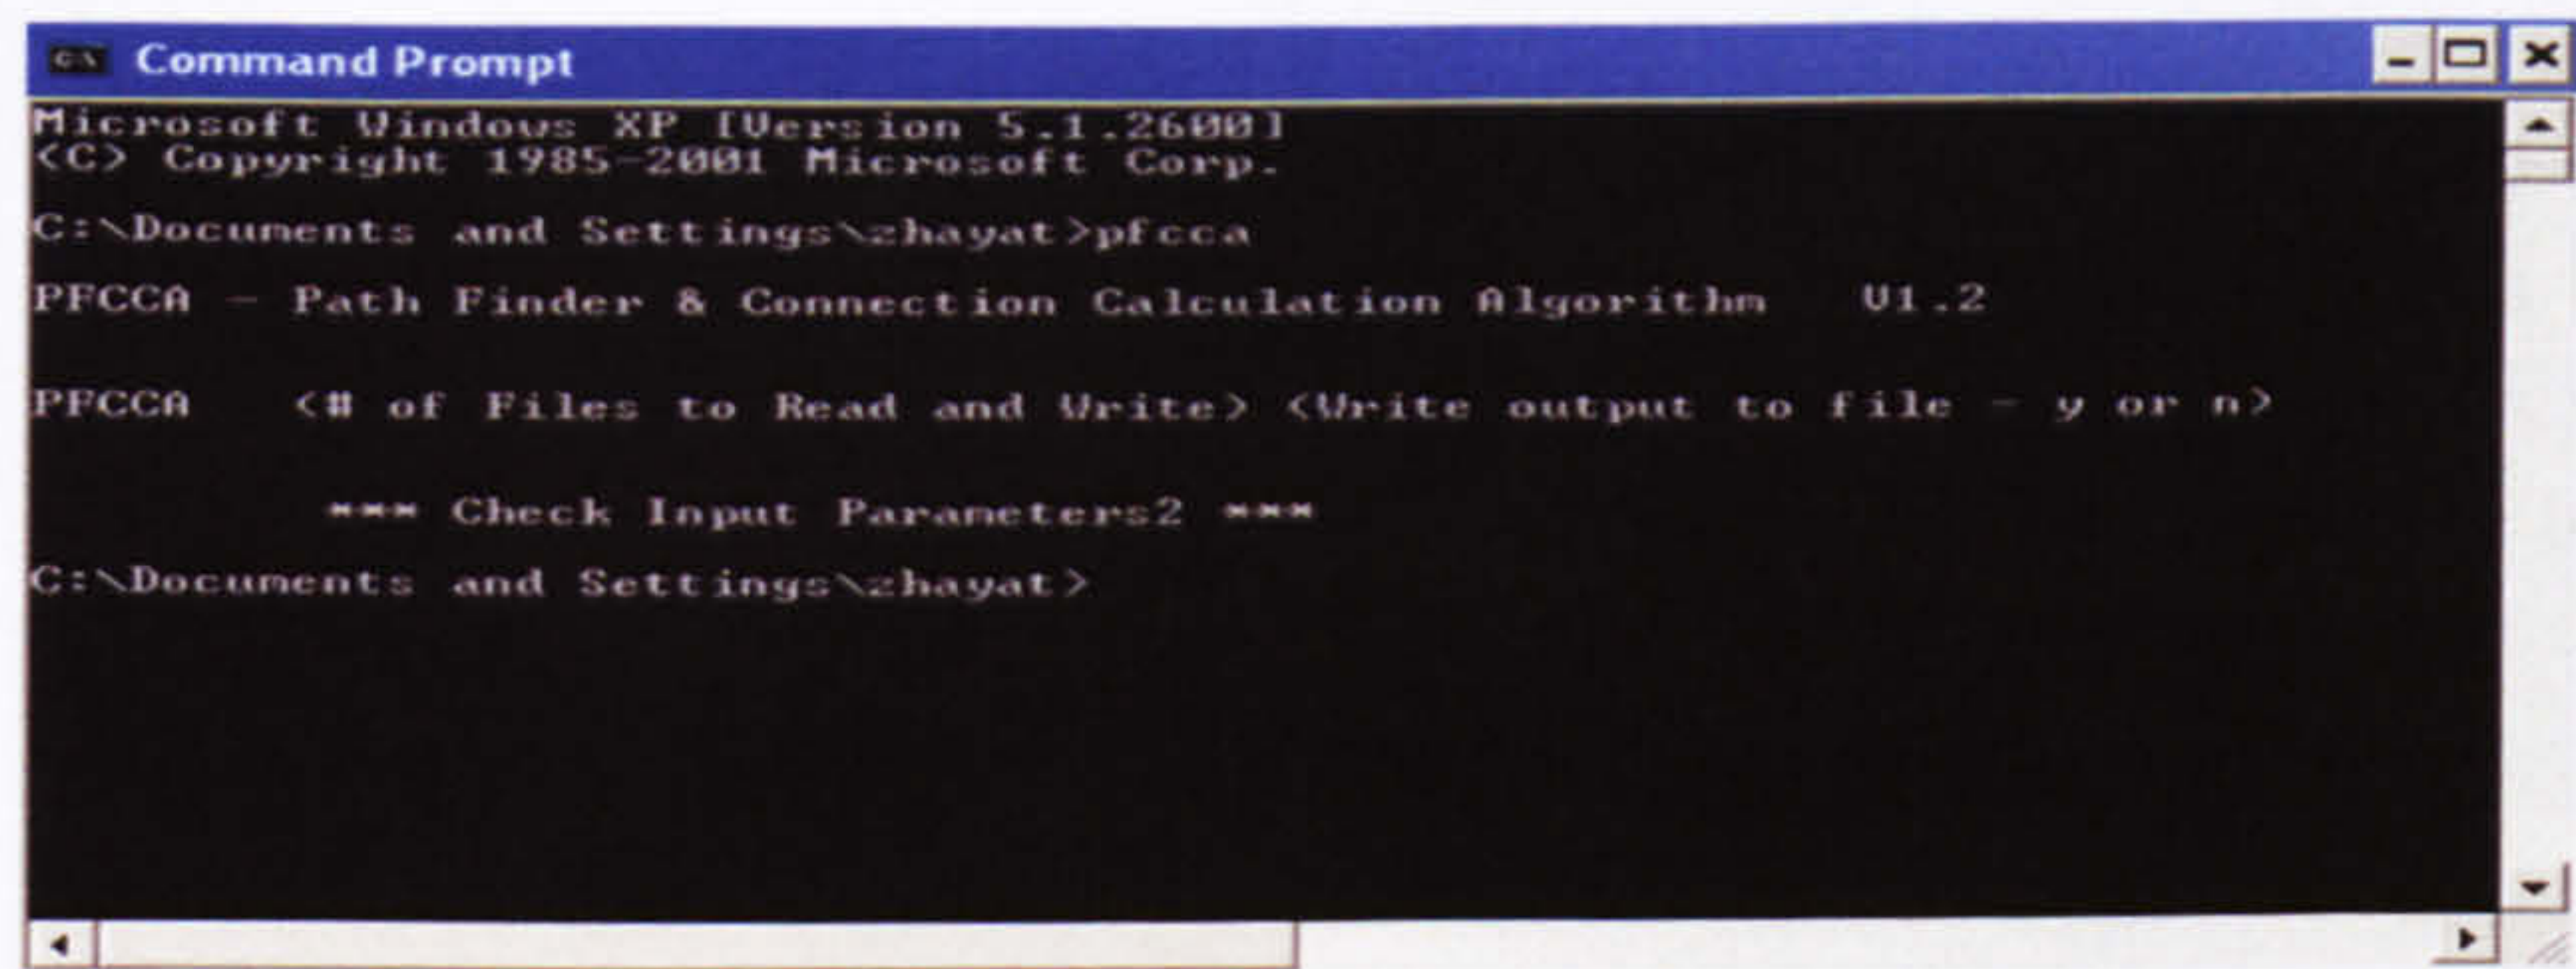 Command Prompt
Microsoft Windows XP [Version 5.1.2600]
(C) Copyright 1985-2001 Microsoft Corp.
C:\Documents and Settings\zhayat>pfcca
PFCCA - Path Finder & Connection Calculation Algorithm V1.2
PFCCA (# of Files to Read and Write) (Write output to file - y or n)
*** Check Input Parameters2 ***
C:\Documents and Settings\zhayat>